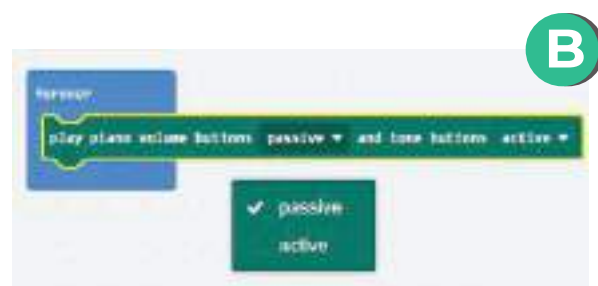 B
forever
play piano volume buttons passive and tone buttons active
passive
active